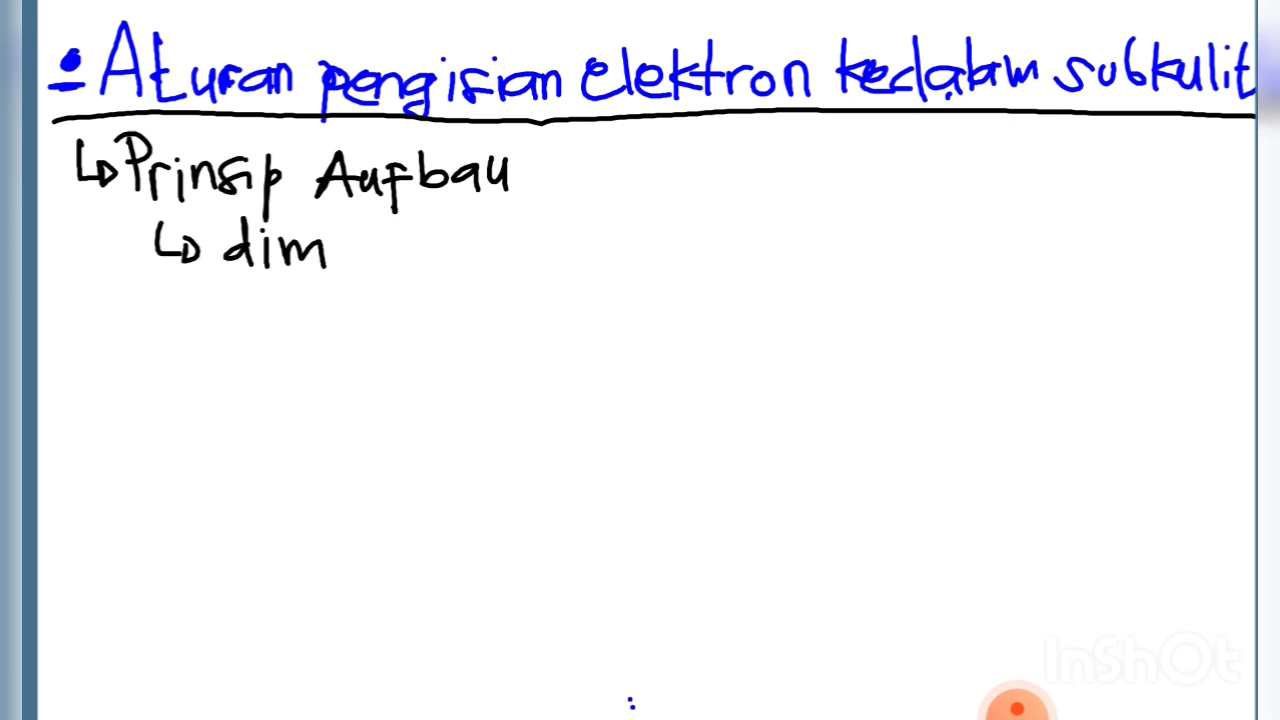 Aturan pengisian elektron kedalam subkulit
↳ Prinsip Aufbau
↳ dim
InShOt